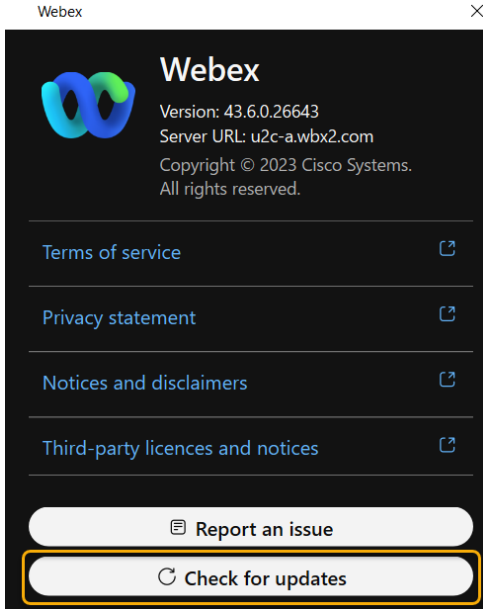 Webex
Webex
Version: 43.6.0.26643
Server URL: u2c-a.wbx2.com
Copyright © 2023 Cisco Systems.
All rights reserved.
Terms of service
Privacy statement
Notices and disclaimers
Third-party licences and notices
Report an issue
Check for updates